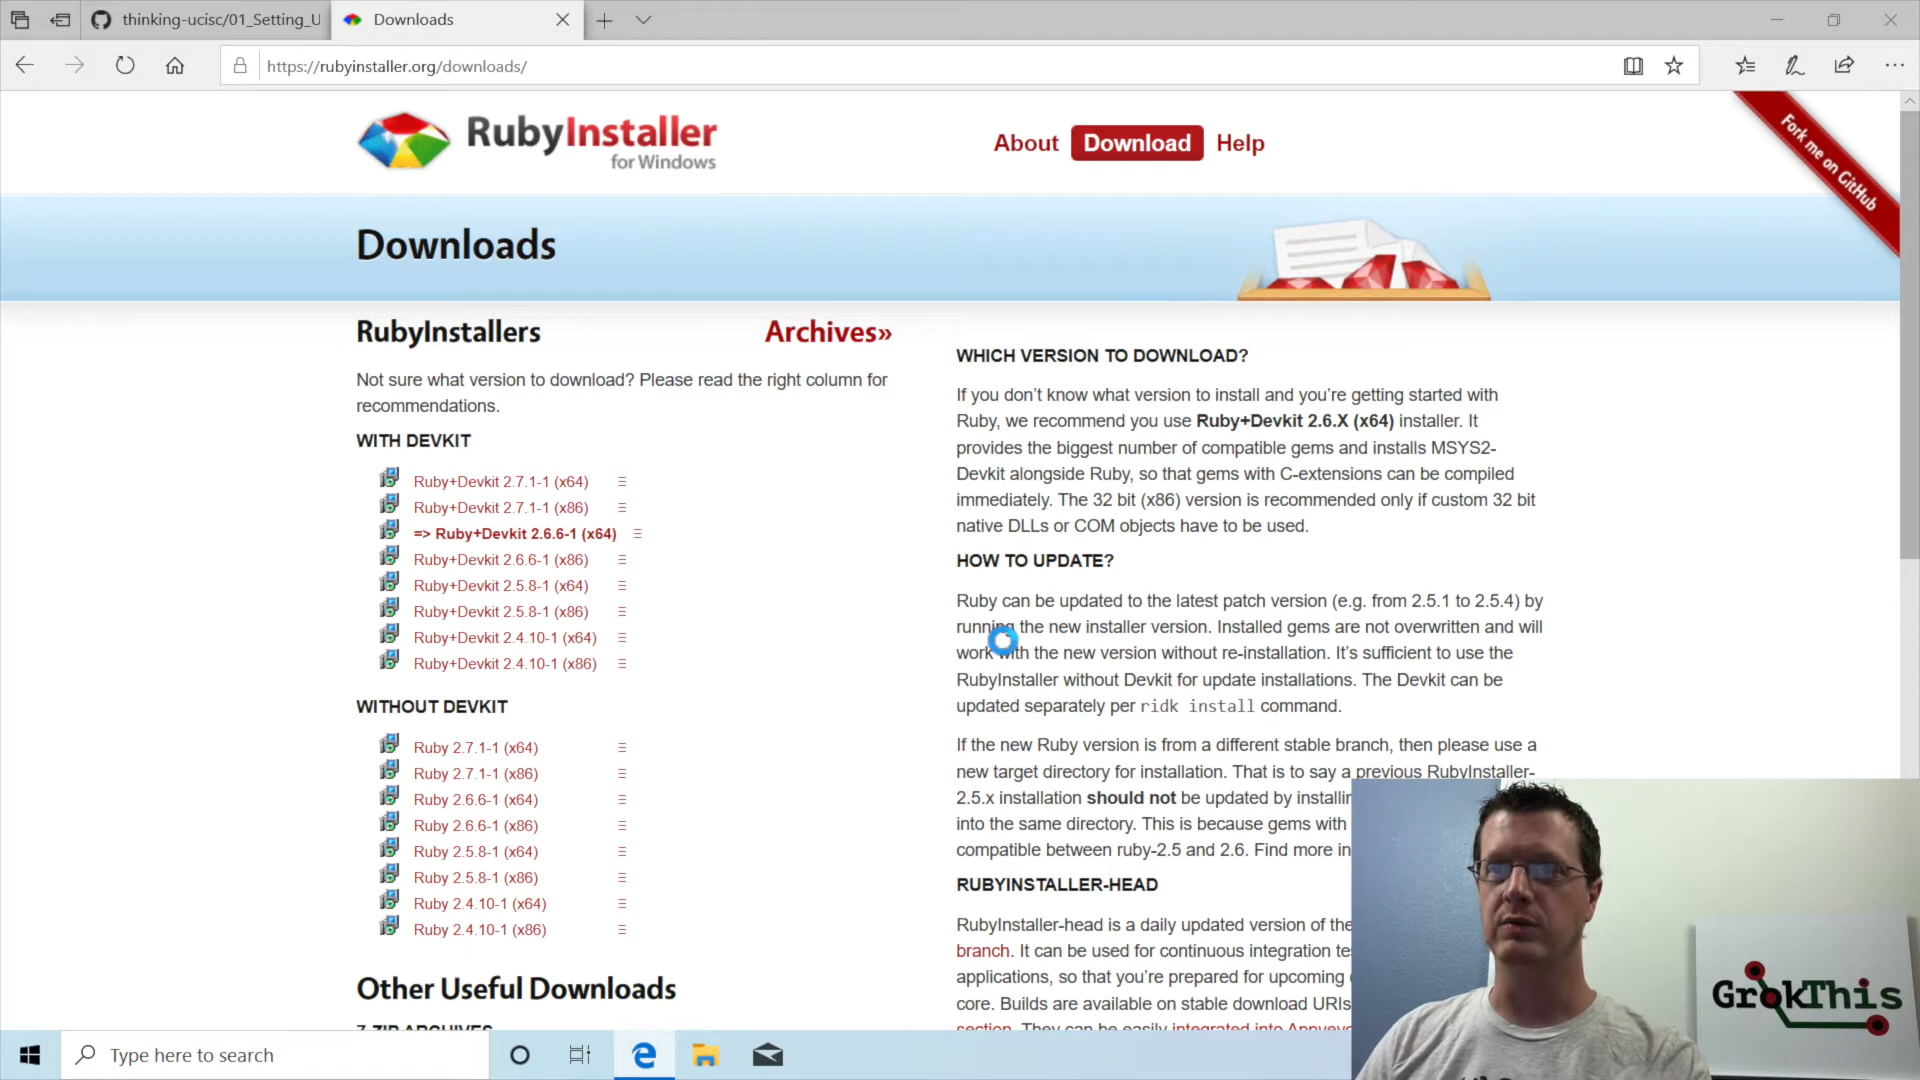 thinking-ucisc/01_Setting_U
Downloads
https://rubyinstaller.org/downloads/
RubyInstaller
for Windows
About
Download
Help
Fork me on GitHub
Downloads
RubyInstallers
Archives»
Not sure what version to download? Please read the right column for
recommendations.
WITH DEVKIT
Ruby+Devkit 2.7.1-1 (x64)
Ruby+Devkit 2.7.1-1 (x86)
=> Ruby+Devkit 2.6.6-1 (x64)
Ruby+Devkit 2.6.6-1 (x86)
Ruby+Devkit 2.5.8-1 (x64)
Ruby+Devkit 2.5.8-1 (x86)
Ruby+Devkit 2.4.10-1 (x64)
Ruby+Devkit 2.4.10-1 (x86)
WITHOUT DEVKIT
Ruby 2.7.1-1 (x64)
Ruby 2.7.1-1 (x86)
Ruby 2.6.6-1 (x64)
Ruby 2.6.6-1 (x86)
Ruby 2.5.8-1 (x64)
Ruby 2.5.8-1 (x86)
Ruby 2.4.10-1 (x64)
Ruby 2.4.10-1 (x86)
Other Useful Downloads
7-ZIP ARCHIVES
WHICH VERSION TO DOWNLOAD?
If you don't know what version to install and you're getting started with
Ruby, we recommend you use Ruby+Devkit 2.6.X (x64) installer. It
provides the biggest number of compatible gems and installs MSYS2-
Devkit alongside Ruby, so that gems with C-extensions can be compiled
immediately. The 32 bit (x86) version is recommended only if custom 32 bit
native DLLs or COM objects have to be used.
HOW TO UPDATE?
Ruby can be updated to the latest patch version (e.g. from 2.5.1 to 2.5.4) by
running the new installer version. Installed gems are not overwritten and will
work with the new version without re-installation. It's sufficient to use the
RubyInstaller without Devkit for update installations. The Devkit can be
updated separately per ridk install command.
If the new Ruby version is from a different stable branch, then please use a
new target directory for installation. That is to say a previous RubyInstaller-
2.5.x installation should not be updated by installin
into the same directory. This is because gems with
compatible between ruby-2.5 and 2.6. Find more in
RUBYINSTALLER-HEAD
RubyInstaller-head is a daily updated version of the
branch. It can be used for continuous integration te
applications, so that you're prepared for upcoming
core. Builds are available on stable download URIs
section. They can be easily integrated into Appveyo
GrokThis
Type here to search